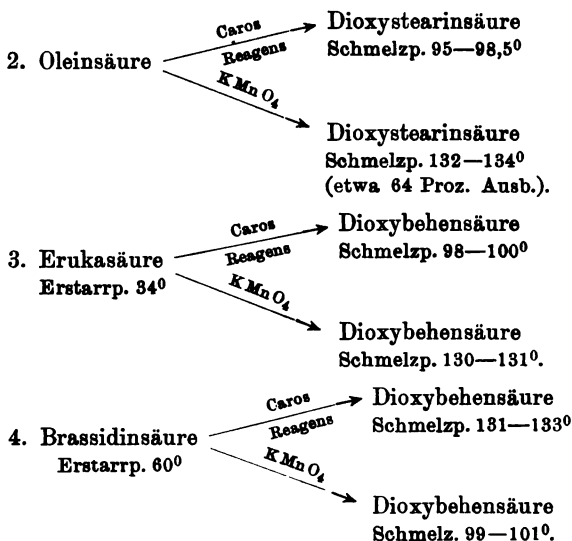 2. Oleinsäure
Caros
Reagens
Dioxystearinsäure
Schmelzp. 95—98,5⁰
K Mn O₄
Dioxystearinsäure
Schmelzp. 132—134⁰
(etwa 64 Proz. Ausb.).
3. Erukasäure
Erstarrp. 34⁰
Caros
Reagens
Dioxybehensäure
Schmelzp. 98—100⁰
K Mn O₄
Dioxybehensäure
Schmelzp. 130—131⁰.
4. Brassidinsäure
Erstarrp. 60⁰
Caros
Reagens
Dioxybehensäure
Schmelzp. 131—133⁰
K Mn O₄
Dioxybehensäure
Schmelz. 99—101⁰.